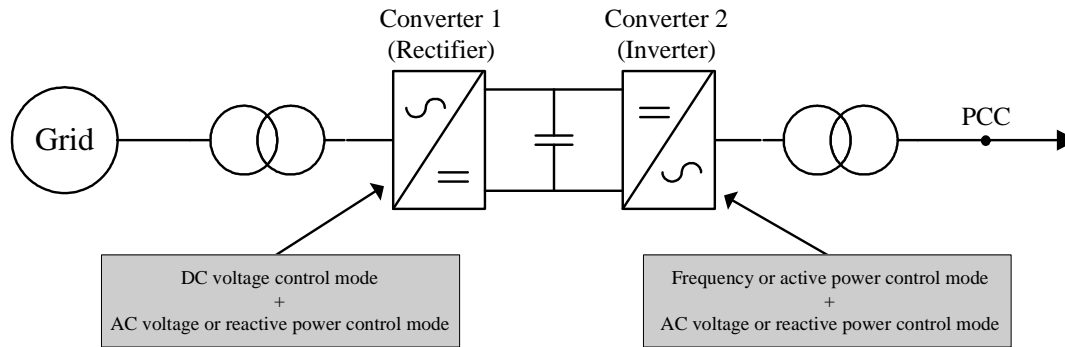 Converter 1
(Rectifier)
Converter 2
(Inverter)
Grid
PCC
DC voltage control mode
+
AC voltage or reactive power control mode
Frequency or active power control mode
+
AC voltage or reactive power control mode